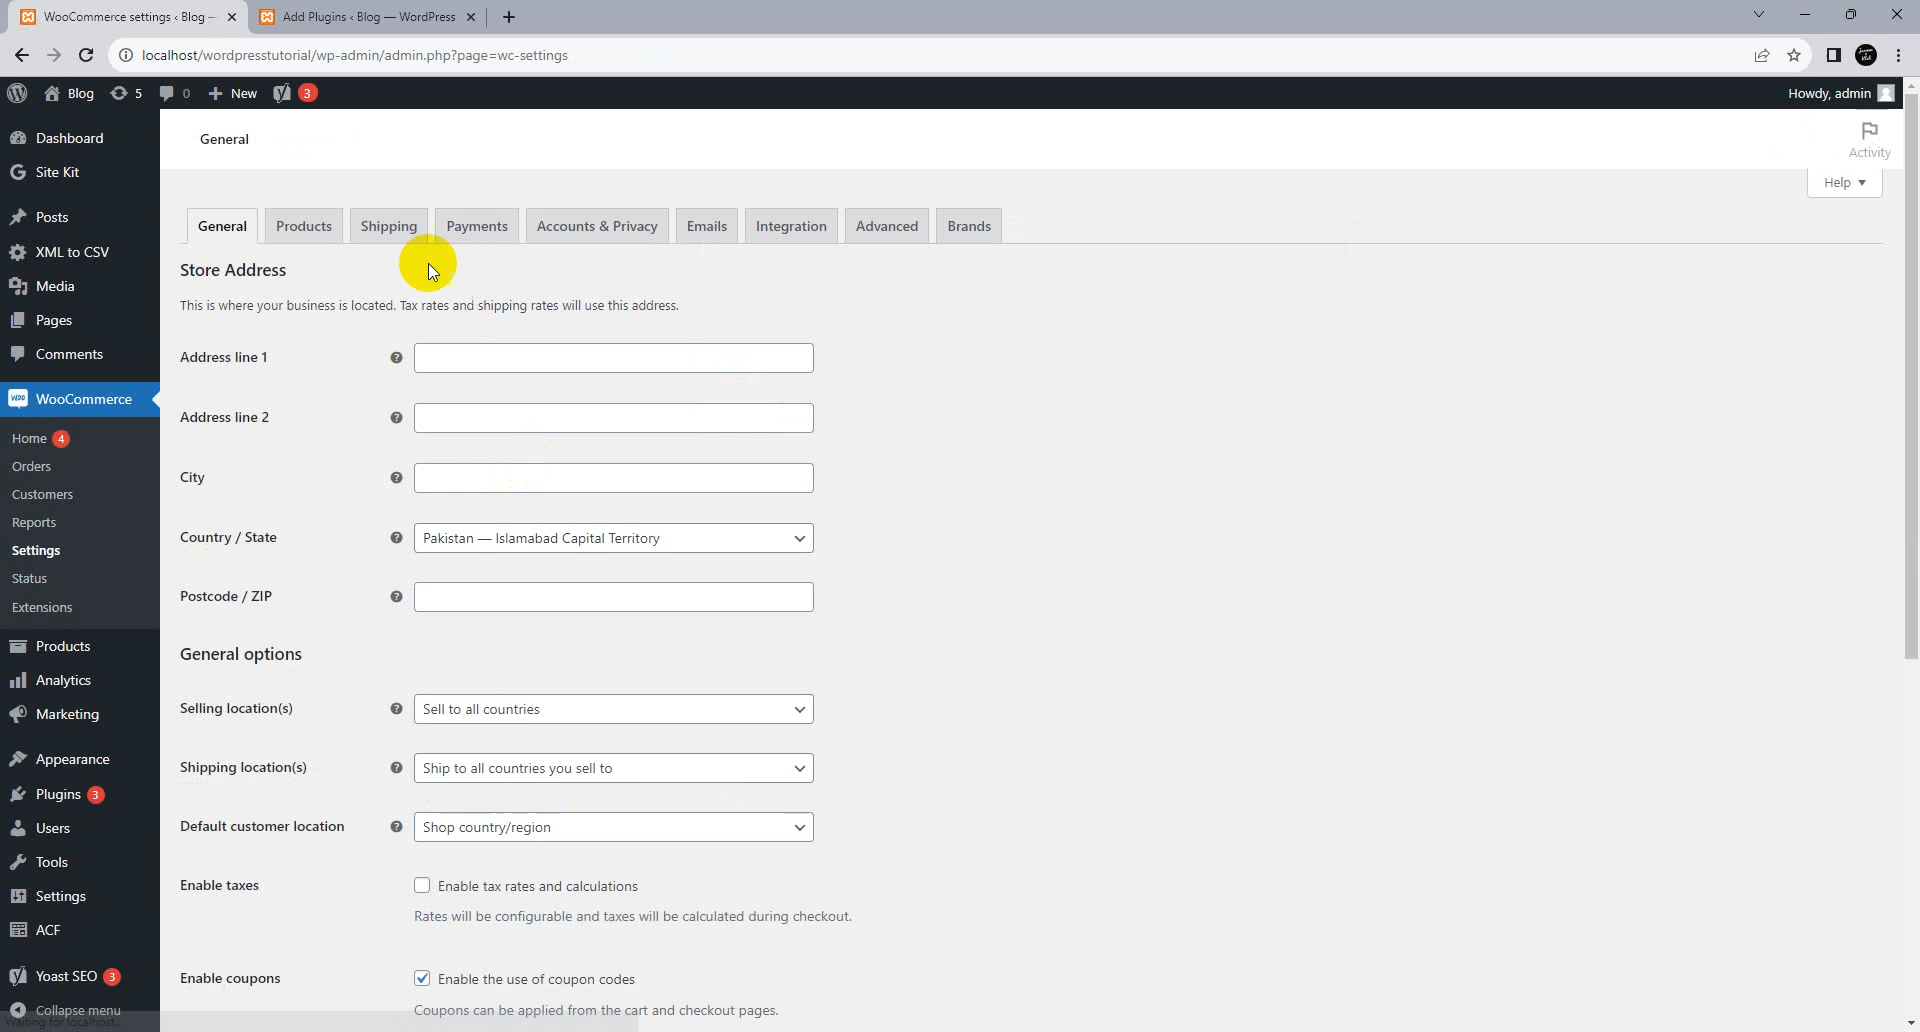 WooCommerce settings ‹ Blog —
Add Plugins ‹ Blog — WordPress
localhost/wordpresstutorial/wp-admin/admin.php?page=wc-settings
Blog
5
0
New
3
Howdy, admin
Dashboard
Site Kit
Posts
XML to CSV
Media
Pages
Comments
WooCommerce
Home 4
Orders
Customers
Reports
Settings
Status
Extensions
Products
Analytics
Marketing
Appearance
Plugins 3
Users
Tools
Settings
ACF
Yoast SEO 3
Collapse menu
Waiting for localhost...
General
Activity
Help
General
Products
Shipping
Payments
Accounts & Privacy
Emails
Integration
Advanced
Brands
Store Address
This is where your business is located. Tax rates and shipping rates will use this address.
Address line 1
Address line 2
City
Country / State
Pakistan — Islamabad Capital Territory
Postcode / ZIP
General options
Selling location(s)
Sell to all countries
Shipping location(s)
Ship to all countries you sell to
Default customer location
Shop country/region
Enable taxes
Enable tax rates and calculations
Rates will be configurable and taxes will be calculated during checkout.
Enable coupons
Enable the use of coupon codes
Coupons can be applied from the cart and checkout pages.